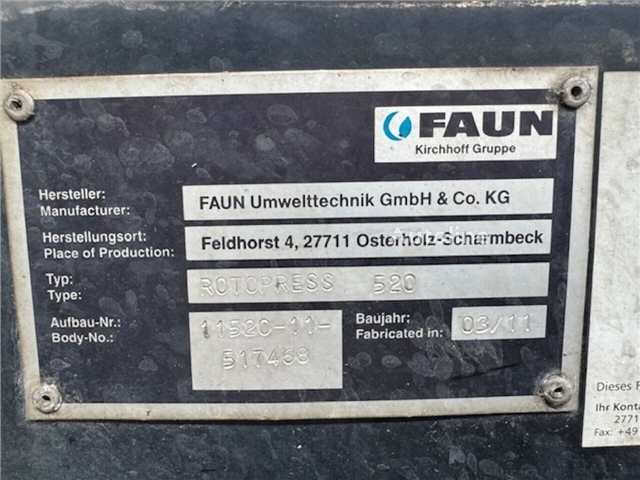 FAUN
Kirchhoff Gruppe
Hersteller:
Manufacturer:
FAUN Umwelttechnik GmbH & Co. KG
Herstellungsort:
Place of Production:
Feldhorst 4, 27711 Osterholz-Scharmbeck
Typ:
Type:
ROTOPRESS 520
Aufbau-Nr.:
Body-No.:
11520-11-
517468
Baujahr:
Fabricated in:
03/11
Dieses F
Ihr Konta
2771
Fax: +49